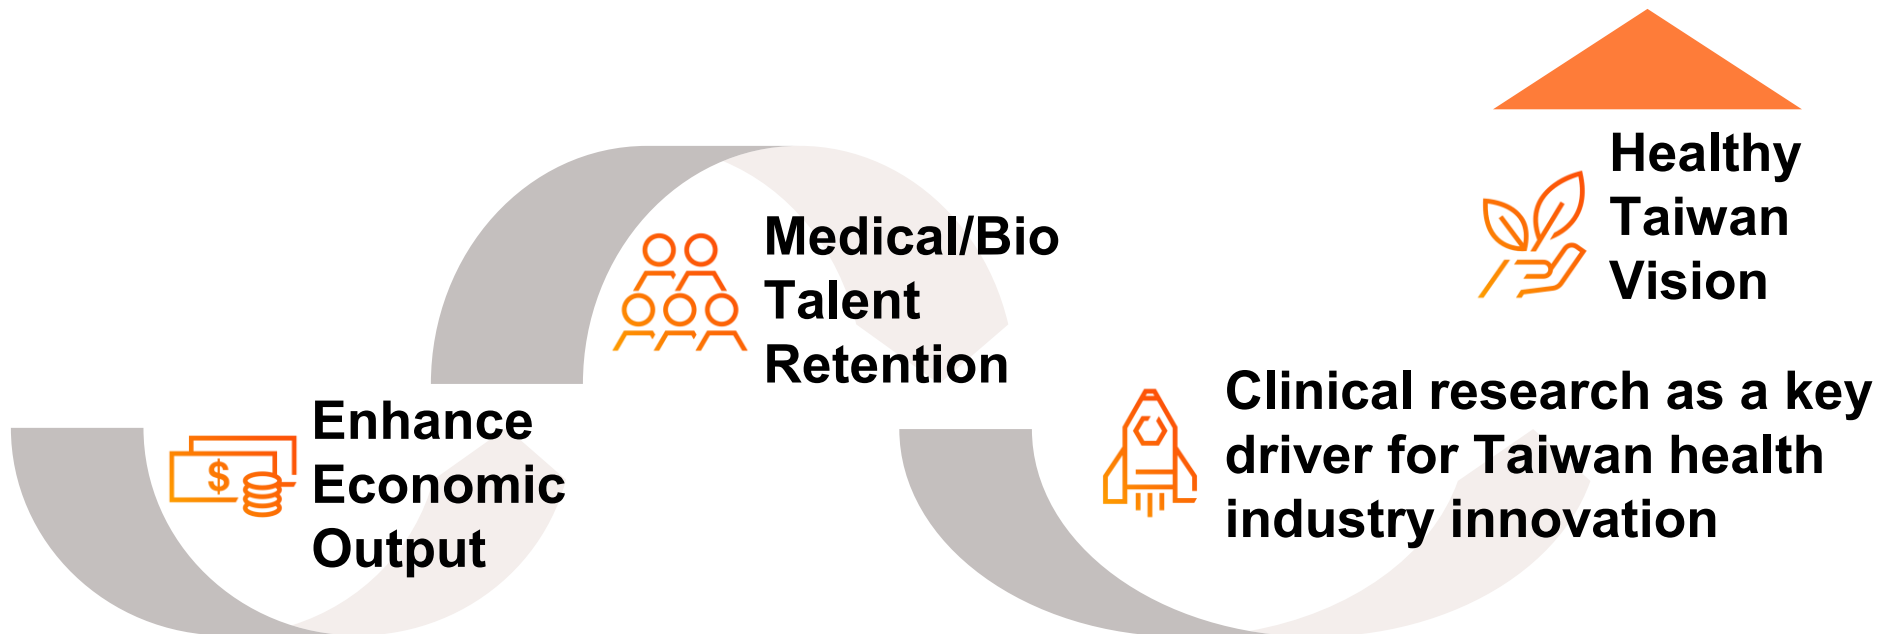 Enhance
Economic
Output
$
Medical/Bio
Talent
Retention
Clinical research as a key
driver for Taiwan health
industry innovation
Healthy
Taiwan
Vision